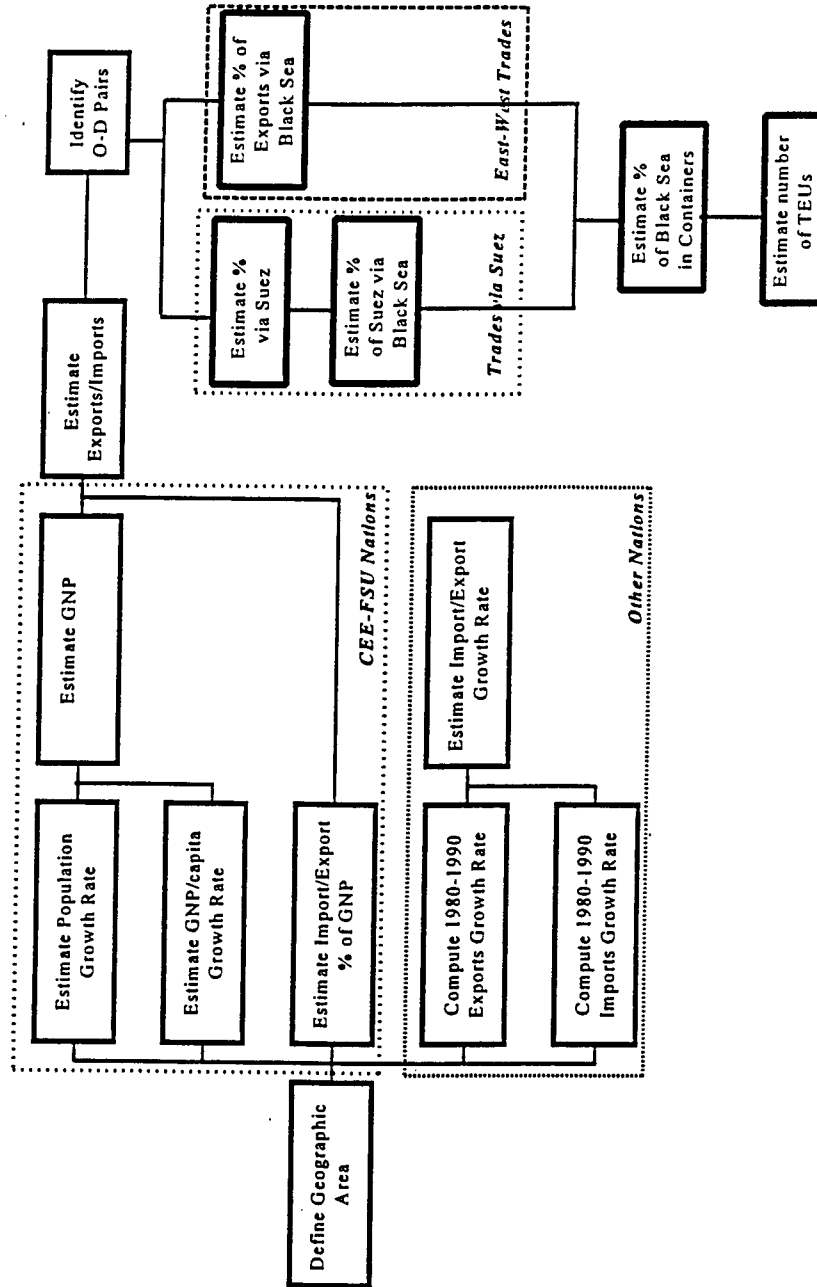 Define Geographic
Area
Estimate Population
Growth Rate
Estimate GNP/capita
Growth Rate
Estimate Import/Export
% of GNP
Estimate GNP
CEE-FSU Nations
Compute 1980-1990
Exports Growth Rate
Compute 1980-1990
Imports Growth Rate
Estimate Import/Export
Growth Rate
Other Nations
Estimate
Exports/Imports
Identify
O-D Pairs
Estimate %
via Suez
Estimate %
of Suez via
Black Sea
Trades via Suez
Estimate % of
Exports via
Black Sea
East-West Trades
Estimate %
of Black Sea
in Containers
Estimate number
of TEUs